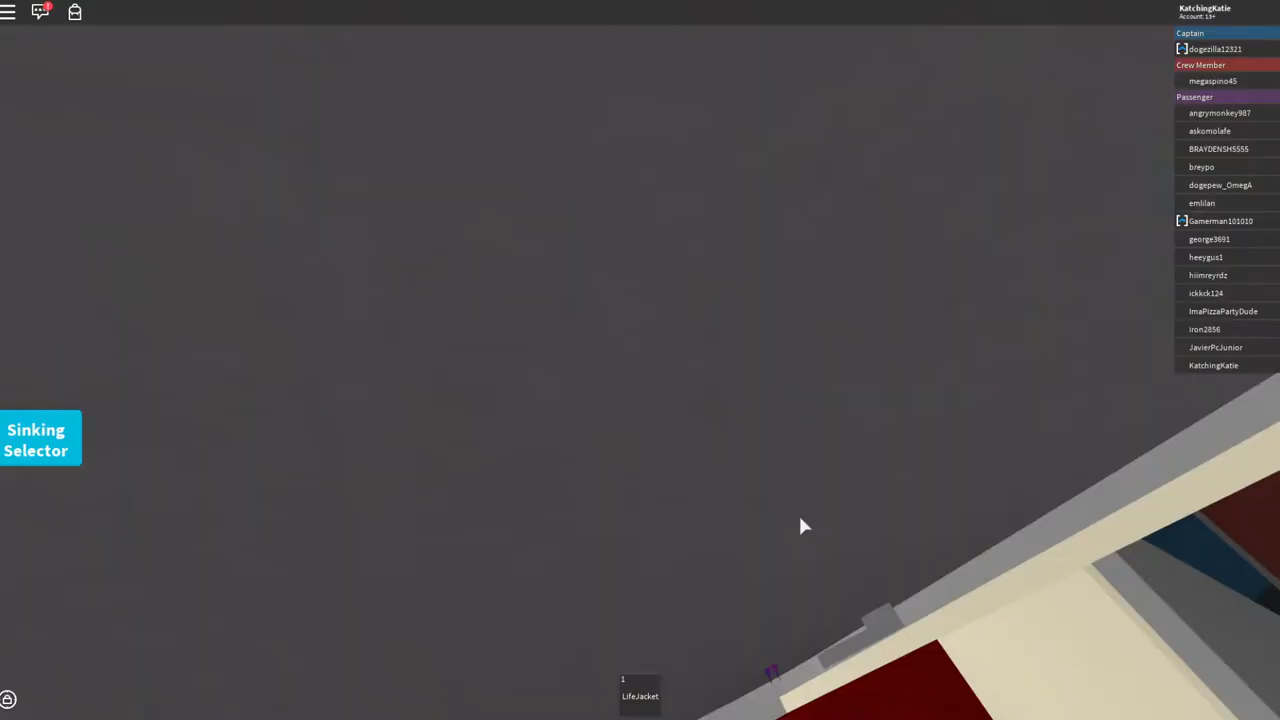 KatchingKatie
Account: 13+
Captain
dogezilla12321
Crew Member
megaspino45
Passenger
angrymonkey987
askomolafe
BRAYDENSH5555
breypo
dogepew_OmegA
emlilan
Gamerman101010
george3691
heeygus1
hiimreyrdz
ickkck124
ImaPizzaPartyDude
iron2856
JavierPcJunior
KatchingKatie
Sinking
Selector
1
LifeJacket